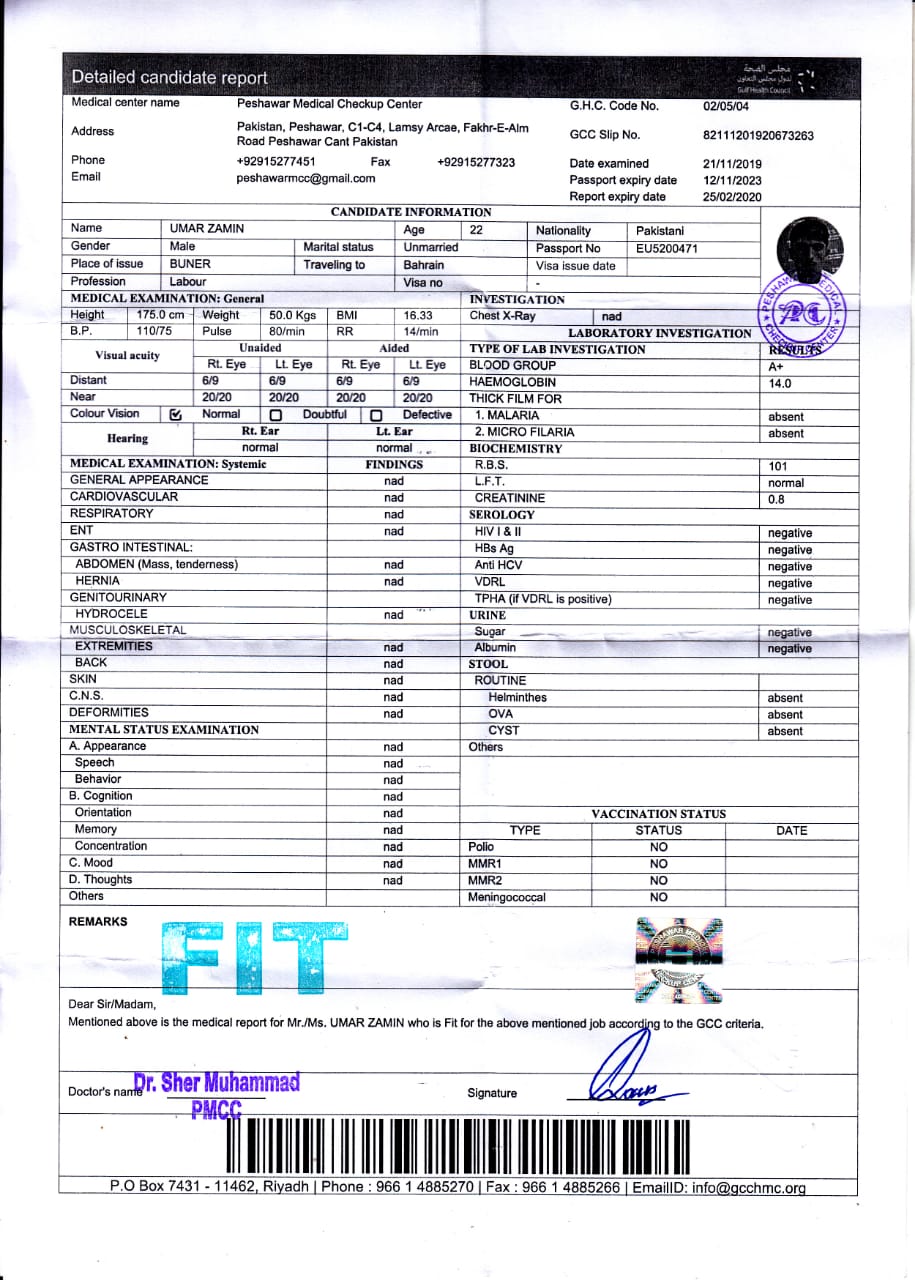 Detailed candidate report
مجلس الصحة
لدول مجلس التعاون
Gulf Health Council
Medical center name Peshawar Medical Checkup Center G.H.C. Code No. 02/05/04
Address Pakistan, Peshawar, C1-C4, Lamsy Arcae, Fakhr-E-Alm Road Peshawar Cant Pakistan GCC Slip No. 82111201920673263
Phone +92915277451 Fax +92915277323 Date examined 21/11/2019
Email peshawarmcc@gmail.com Passport expiry date 12/11/2023
Report expiry date 25/02/2020
CANDIDATE INFORMATION
Name UMAR ZAMIN Age 22 Nationality Pakistani
Gender Male Marital status Unmarried Passport No EU5200471
Place of issue BUNER Traveling to Bahrain Visa issue date
Profession Labour Visa no -
MEDICAL EXAMINATION: General INVESTIGATION
Height 175.0 cm Weight 50.0 Kgs BMI 16.33 Chest X-Ray nad
B.P. 110/75 Pulse 80/min RR 14/min LABORATORY INVESTIGATION
Visual acuity Unaided Aided TYPE OF LAB INVESTIGATION RESULTS
Rt. Eye Lt. Eye Rt. Eye Lt. Eye BLOOD GROUP A+
Distant 6/9 6/9 6/9 6/9 HAEMOGLOBIN 14.0
Near 20/20 20/20 20/20 20/20 THICK FILM FOR
Colour Vision Normal Doubtful Defective 1. MALARIA absent
Hearing Rt. Ear Lt. Ear 2. MICRO FILARIA absent
normal normal BIOCHEMISTRY
MEDICAL EXAMINATION: Systemic FINDINGS R.B.S. 101
GENERAL APPEARANCE nad L.F.T. normal
CARDIOVASCULAR nad CREATININE 0.8
RESPIRATORY nad SEROLOGY
ENT nad HIV I & II negative
GASTRO INTESTINAL: HBs Ag negative
ABDOMEN (Mass, tenderness) nad Anti HCV negative
HERNIA nad VDRL negative
GENITOURINARY TPHA (if VDRL is positive) negative
HYDROCELE nad URINE
MUSCULOSKELETAL Sugar negative
EXTREMITIES nad Albumin negative
BACK nad STOOL
SKIN nad ROUTINE
C.N.S. nad Helminthes absent
DEFORMITIES nad OVA absent
MENTAL STATUS EXAMINATION CYST absent
A. Appearance nad Others
Speech nad
Behavior nad
B. Cognition nad
Orientation nad VACCINATION STATUS
Memory nad TYPE STATUS DATE
Concentration nad Polio NO
C. Mood nad MMR1 NO
D. Thoughts nad MMR2 NO
Others Meningococcal NO
REMARKS
FIT
Dear Sir/Madam,
Mentioned above is the medical report for Mr./Ms. UMAR ZAMIN who is Fit for the above mentioned job according to the GCC criteria.
Doctor's name Dr. Sher Muhammad Signature
PMCC
P.O Box 7431 - 11462, Riyadh | Phone : 966 1 4885270 | Fax : 966 1 4885266 | EmailID: info@gcchmc.org